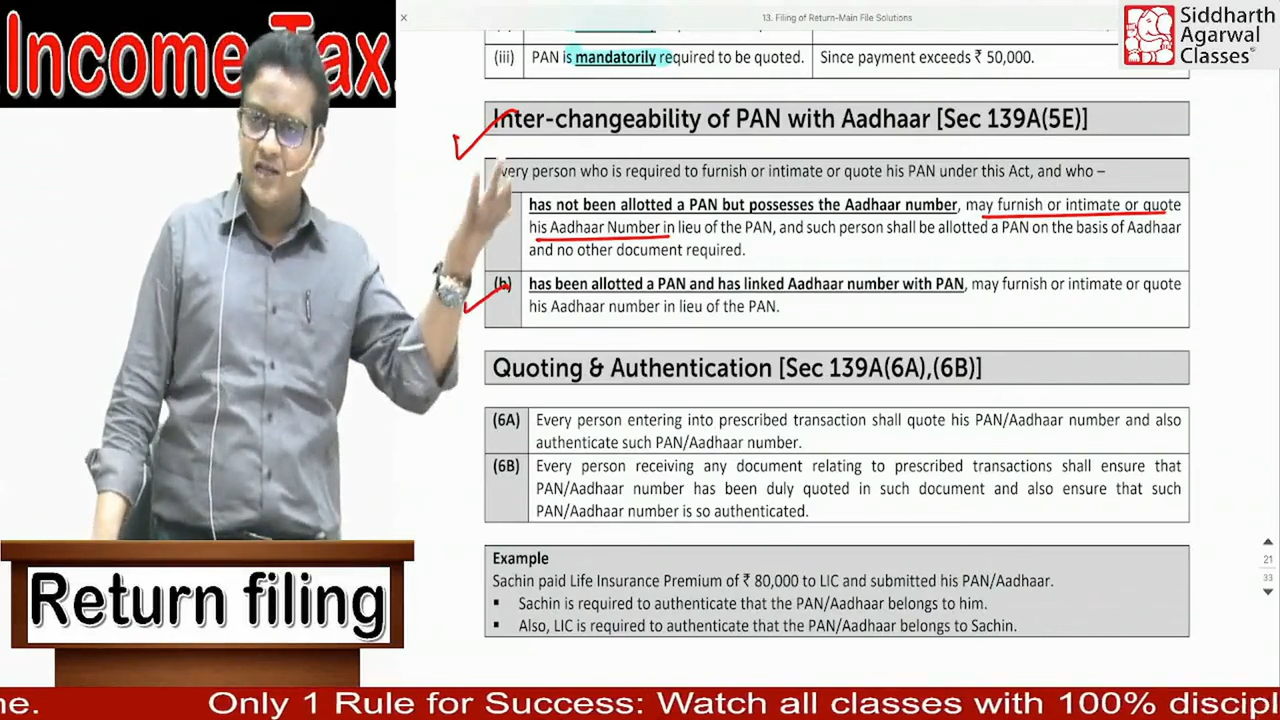 Income Tax.
13. Filing of Return-Main File Solutions
Siddharth
Agarwal
Classes
(iii) PAN is mandatorily required to be quoted. Since payment exceeds ₹ 50,000.
Inter-changeability of PAN with Aadhaar [Sec 139A(5E)]
very person who is required to furnish or intimate or quote his PAN under this Act, and who –
has not been allotted a PAN but possesses the Aadhaar number, may furnish or intimate or quote
his Aadhaar Number in lieu of the PAN, and such person shall be allotted a PAN on the basis of Aadhaar
and no other document required.
(b) has been allotted a PAN and has linked Aadhaar number with PAN, may furnish or intimate or quote
his Aadhaar number in lieu of the PAN.
Quoting & Authentication [Sec 139A(6A),(6B)]
(6A) Every person entering into prescribed transaction shall quote his PAN/Aadhaar number and also
authenticate such PAN/Aadhaar number.
(6B) Every person receiving any document relating to prescribed transactions shall ensure that
PAN/Aadhaar number has been duly quoted in such document and also ensure that such
PAN/Aadhaar number is so authenticated.
Example
Sachin paid Life Insurance Premium of ₹ 80,000 to LIC and submitted his PAN/Aadhaar.
▪ Sachin is required to authenticate that the PAN/Aadhaar belongs to him.
▪ Also, LIC is required to authenticate that the PAN/Aadhaar belongs to Sachin.
21
33
Return filing
ne. Only 1 Rule for Success: Watch all classes with 100% discipl